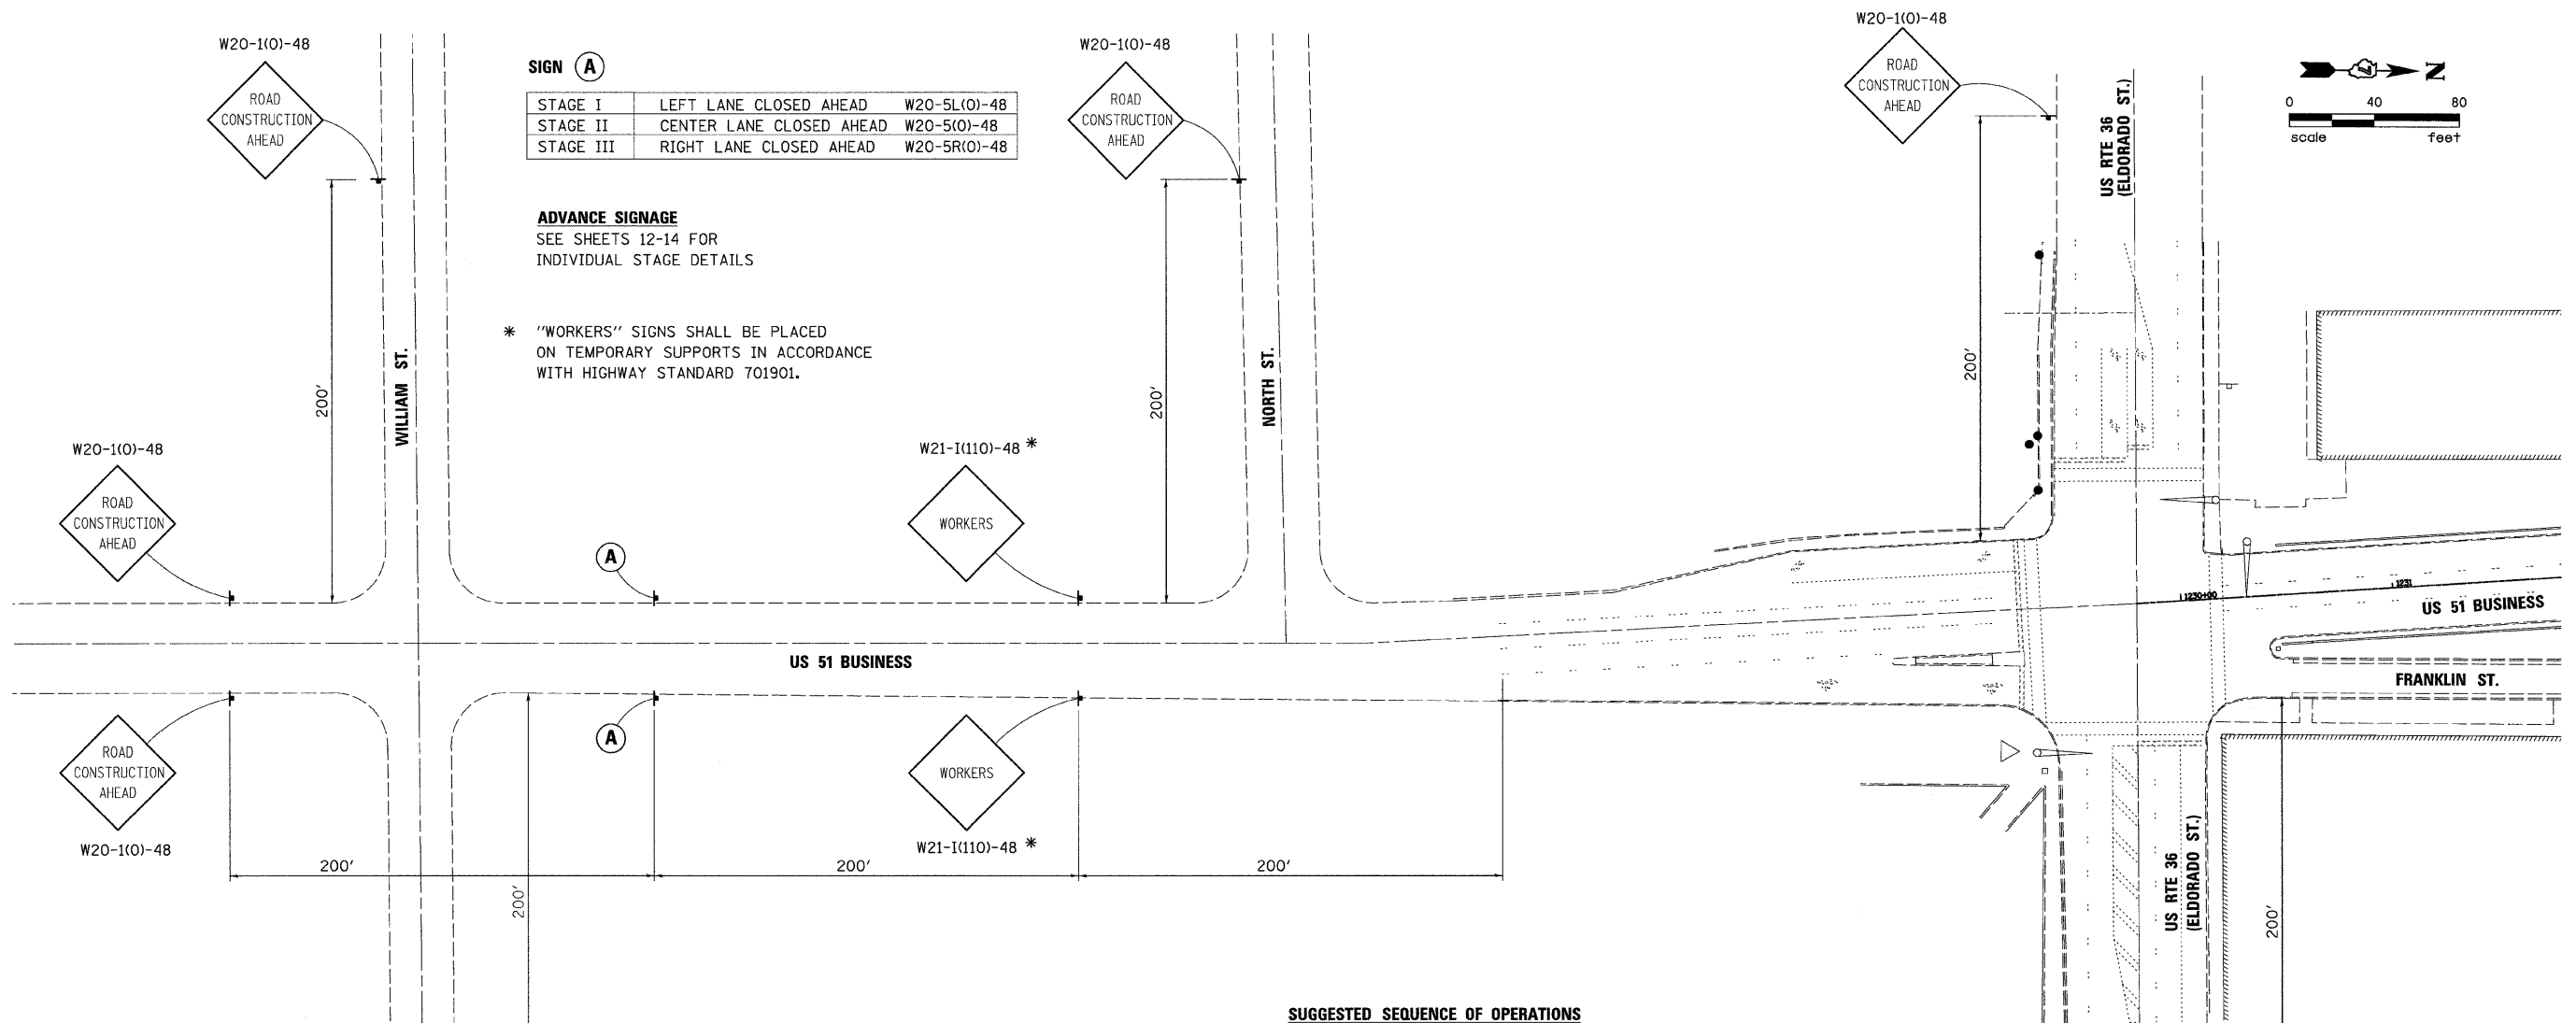 W20-1(O)-48
ROAD
CONSTRUCTION
AHEAD
SIGN A
STAGE I LEFT LANE CLOSED AHEAD W20-5L(O)-48
STAGE II CENTER LANE CLOSED AHEAD W20-5(O)-48
STAGE III RIGHT LANE CLOSED AHEAD W20-5R(O)-48
ADVANCE SIGNAGE
SEE SHEETS 12-14 FOR
INDIVIDUAL STAGE DETAILS
* "WORKERS" SIGNS SHALL BE PLACED
ON TEMPORARY SUPPORTS IN ACCORDANCE
WITH HIGHWAY STANDARD 701901.
W20-1(O)-48
ROAD
CONSTRUCTION
AHEAD
W20-1(O)-48
ROAD
CONSTRUCTION
AHEAD
US RTE 36
(ELDORADO ST.)
N
0 40 80
scale feet
200'
WILLIAM ST.
200'
NORTH ST.
200'
W20-1(O)-48
ROAD
CONSTRUCTION
AHEAD
A
W21-I(110)-48 *
WORKERS
US 51 BUSINESS
1230+00
1231
US 51 BUSINESS
FRANKLIN ST.
ROAD
CONSTRUCTION
AHEAD
W20-1(O)-48
A
WORKERS
W21-I(110)-48 *
200'
200'
200'
200'
US RTE 36
(ELDORADO ST.)
200'
SUGGESTED SEQUENCE OF OPERATIONS